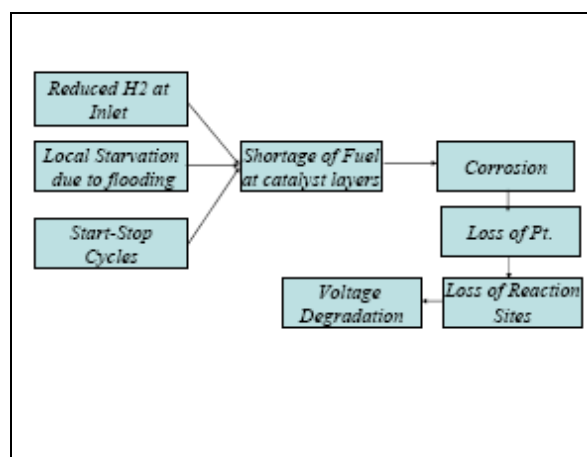 Reduced H2 at
Inlet
Local Starvation
due to flooding
Start-Stop
Cycles
Shortage of Fuel
at catalyst layers
Corrosion
Loss of Pt.
Loss of Reaction
Sites
Voltage
Degradation